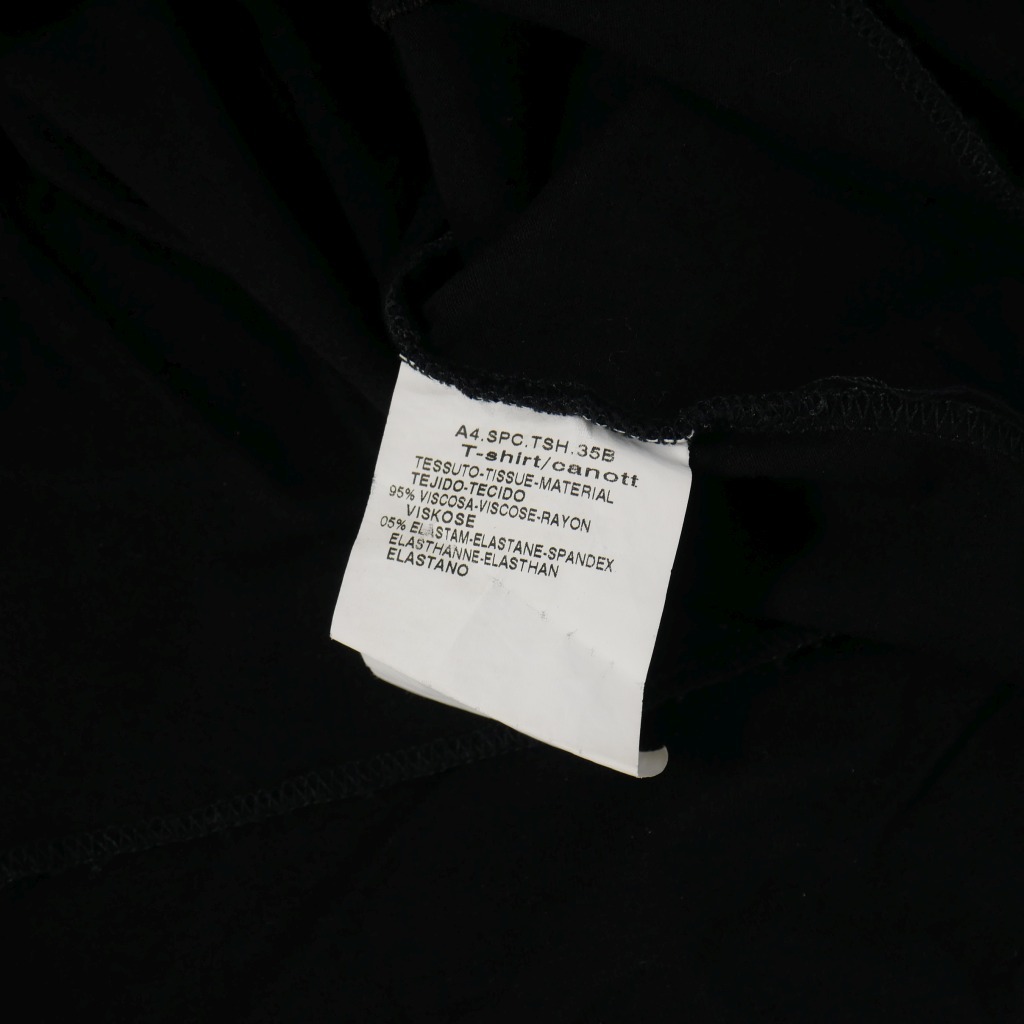 A4.SPC.TSH.35B
T-shirt/canott
TESSUTO-TISSUE-MATERIAL
TEJIDO-TECIDO
95% VISCOSA-VISCOSE-RAYON
VISKOSE
05% ELASTAM-ELASTANE-SPANDEX
ELASTHANNE-ELASTHAN
ELASTANO